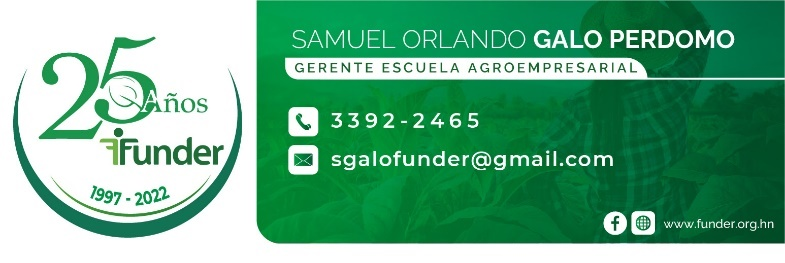 25 Años
Funder
1997 - 2022
SAMUEL ORLANDO GALO PERDOMO
GERENTE ESCUELA AGROEMPRESARIAL
3392-2465
sgalofunder@gmail.com
www.funder.org.hn